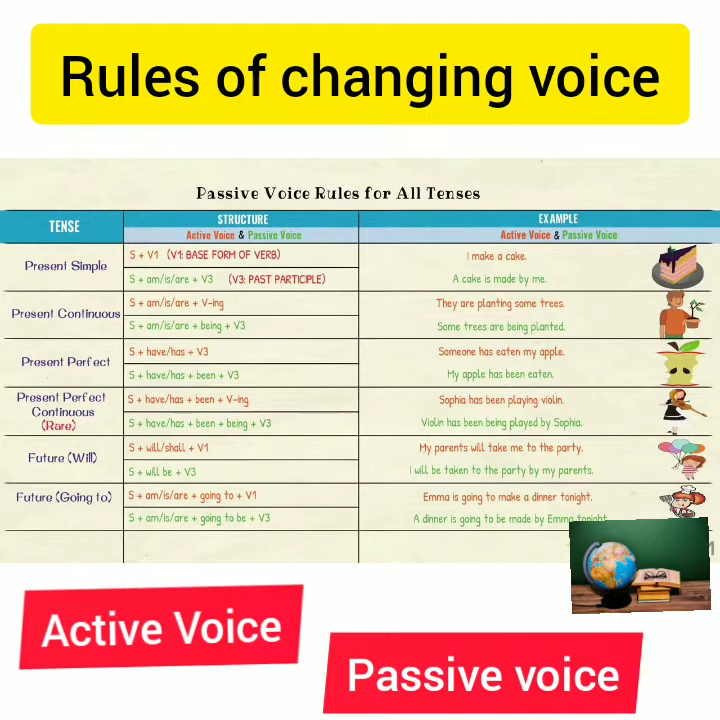 Rules of changing voice
Passive Voice Rules for All Tenses
TENSE
STRUCTURE
EXAMPLE
Active Voice & Passive Voice
Active Voice & Passive Voice
Present Simple
S + V1 (V1: BASE FORM OF VERB)
I make a cake.
S + am/is/are + V3 (V3: PAST PARTICIPLE)
A cake is made by me.
Present Continuous
S + am/is/are + V-ing
They are planting some trees.
S + am/is/are + being + V3
Some trees are being planted.
Present Perfect
S + have/has + V3
Someone has eaten my apple.
S + have/has + been + V3
My apple has been eaten.
Present Perfect
Continuous
(Rare)
S + have/has + been + V-ing
Sophia has been playing violin.
S + have/has + been + being + V3
Violin has been being played by Sophia.
Future (Will)
S + will/shall + V1
My parents will take me to the party.
S + will be + V3
I will be taken to the party by my parents.
Future (Going to)
S + am/is/are + going to + V1
Emma is going to make a dinner tonight.
S + am/is/are + going to be + V3
A dinner is going to be made by Emma tonight
Active Voice
Passive voice